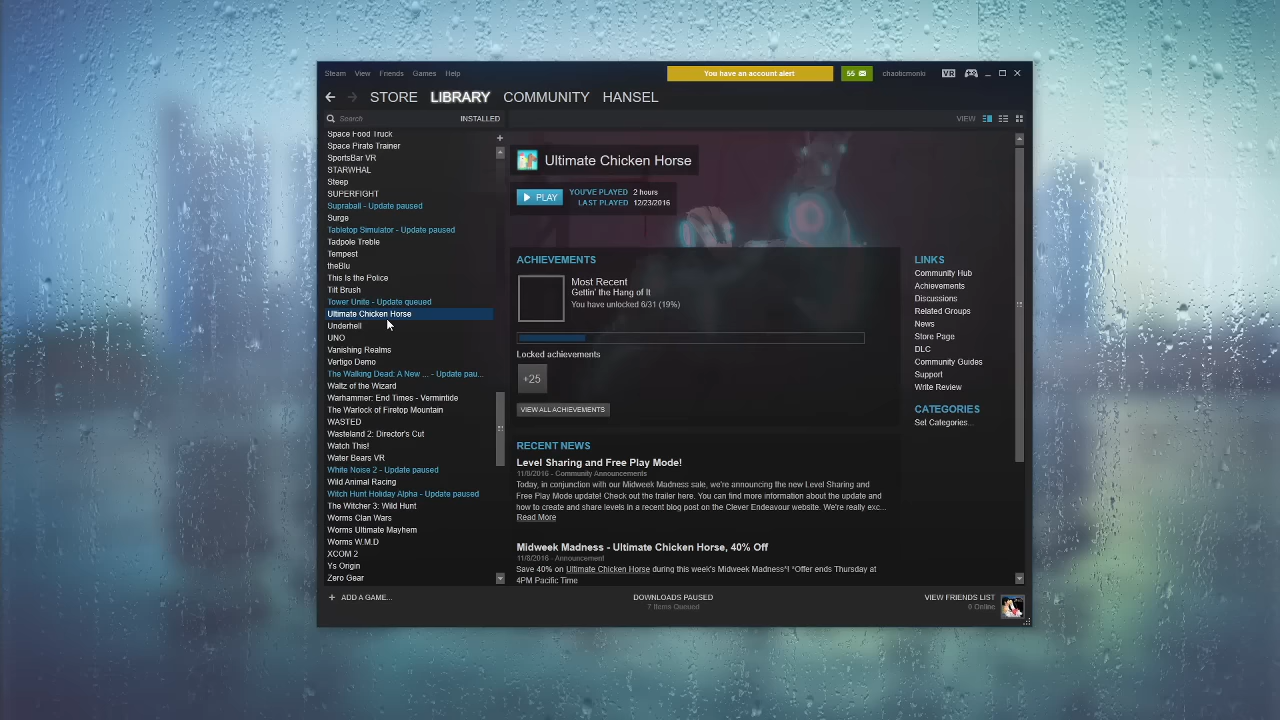 Steam View Friends Games Help
You have an account alert
55
chaoticmonki
VR
STORE LIBRARY COMMUNITY HANSEL
Search
INSTALLED
VIEW
Space Food Truck
Space Pirate Trainer
SportsBar VR
STARWHAL
Steep
SUPERFIGHT
Supraball - Update paused
Surge
Tabletop Simulator - Update paused
Tadpole Treble
Tempest
theBlu
This Is the Police
Tilt Brush
Tower Unite - Update queued
Ultimate Chicken Horse
Underhell
UNO
Vanishing Realms
Vertigo Demo
The Walking Dead: A New ... - Update pau...
Waltz of the Wizard
Warhammer: End Times - Vermintide
The Warlock of Firetop Mountain
WASTED
Wasteland 2: Director's Cut
Watch This!
Water Bears VR
White Noise 2 - Update paused
Wild Animal Racing
Witch Hunt Holiday Alpha - Update paused
The Witcher 3: Wild Hunt
Worms Clan Wars
Worms Ultimate Mayhem
Worms W.M.D
XCOM 2
Ys Origin
Zero Gear
Ultimate Chicken Horse
PLAY
YOU'VE PLAYED 2 hours
LAST PLAYED 12/23/2016
ACHIEVEMENTS
Most Recent
Gettin' the Hang of It
You have unlocked 6/31 (19%)
Locked achievements
+25
VIEW ALL ACHIEVEMENTS
RECENT NEWS
Level Sharing and Free Play Mode!
11/8/2016 - Community Announcements
Today, in conjunction with our Midweek Madness sale, we're announcing the new Level Sharing and
Free Play Mode update! Check out the trailer here. You can find more information about the update and
how to create and share levels in a recent blog post on the Clever Endeavour website. We're really exc...
Read More
Midweek Madness - Ultimate Chicken Horse, 40% Off
11/8/2016 - Announcement
Save 40% on Ultimate Chicken Horse during this week's Midweek Madness*! *Offer ends Thursday at
4PM Pacific Time
LINKS
Community Hub
Achievements
Discussions
Related Groups
News
Store Page
DLC
Community Guides
Support
Write Review
CATEGORIES
Set Categories...
+ ADD A GAME...
DOWNLOADS PAUSED
7 Items Queued
VIEW FRIENDS LIST
0 Online